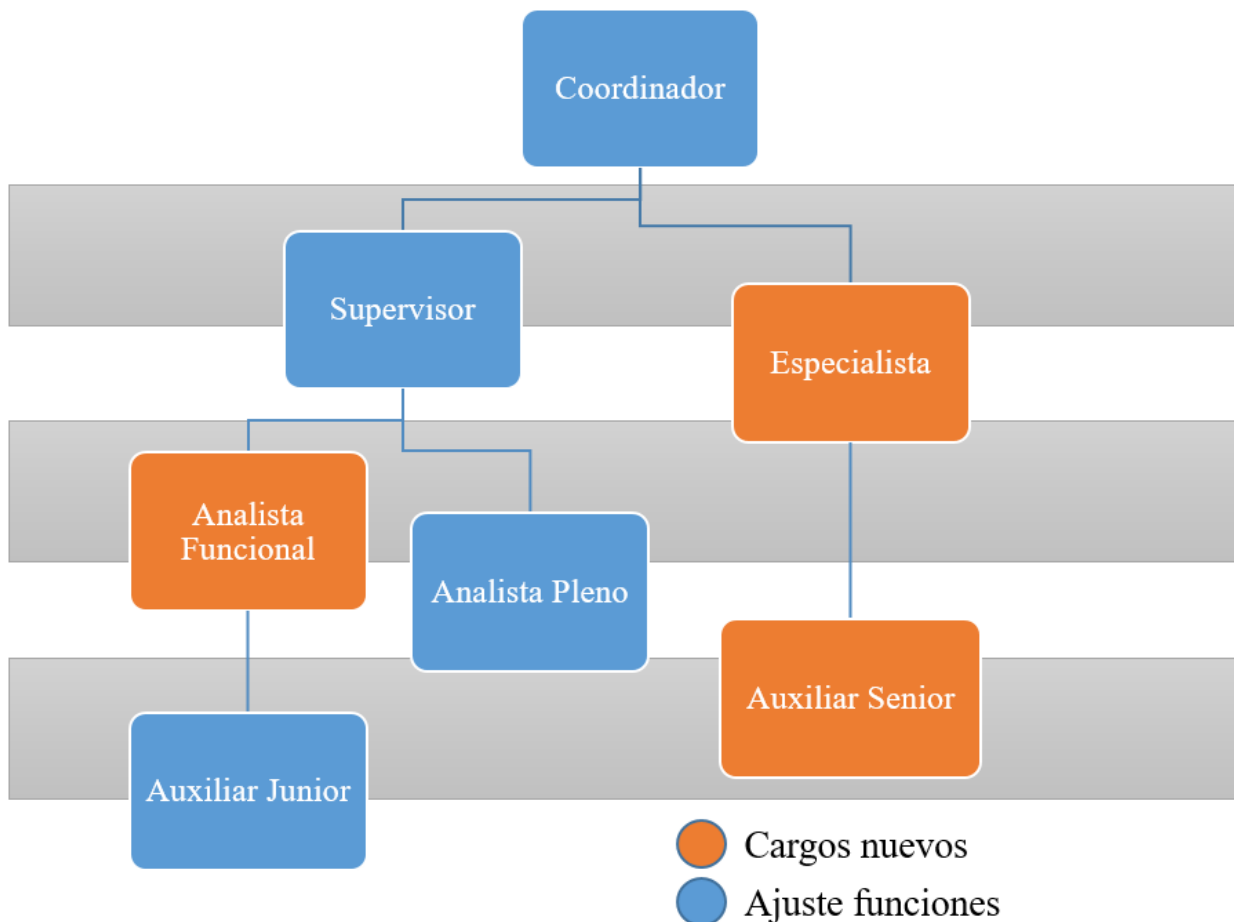 Coordinador
Supervisor
Especialista
Analista
Funcional
Analista Pleno
Auxiliar Senior
Auxiliar Junior
Cargos nuevos
Ajuste funciones